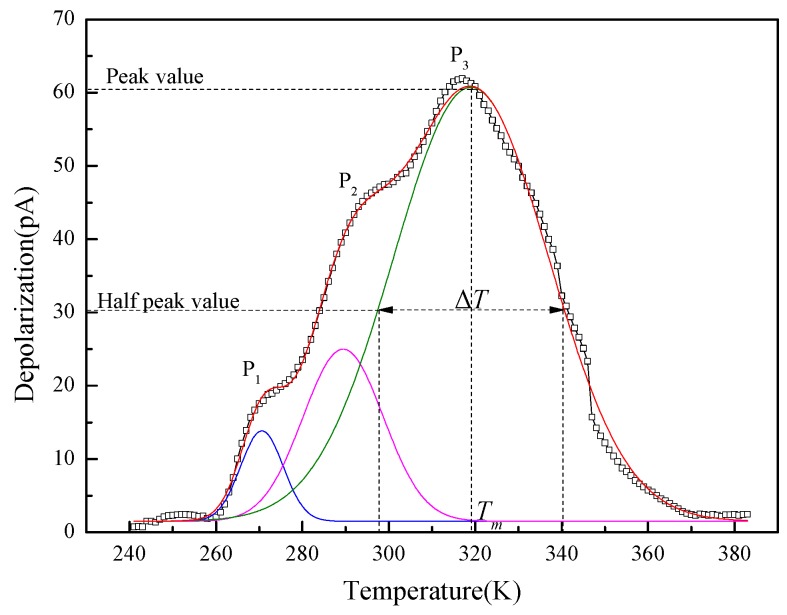 70
60
50
40
30
20
10
0
Depolarization(pA)
Peak value
Half peak value
P1
P2
P3
ΔT
Tm
240 260 280 300 320 340 360 380
Temperature(K)